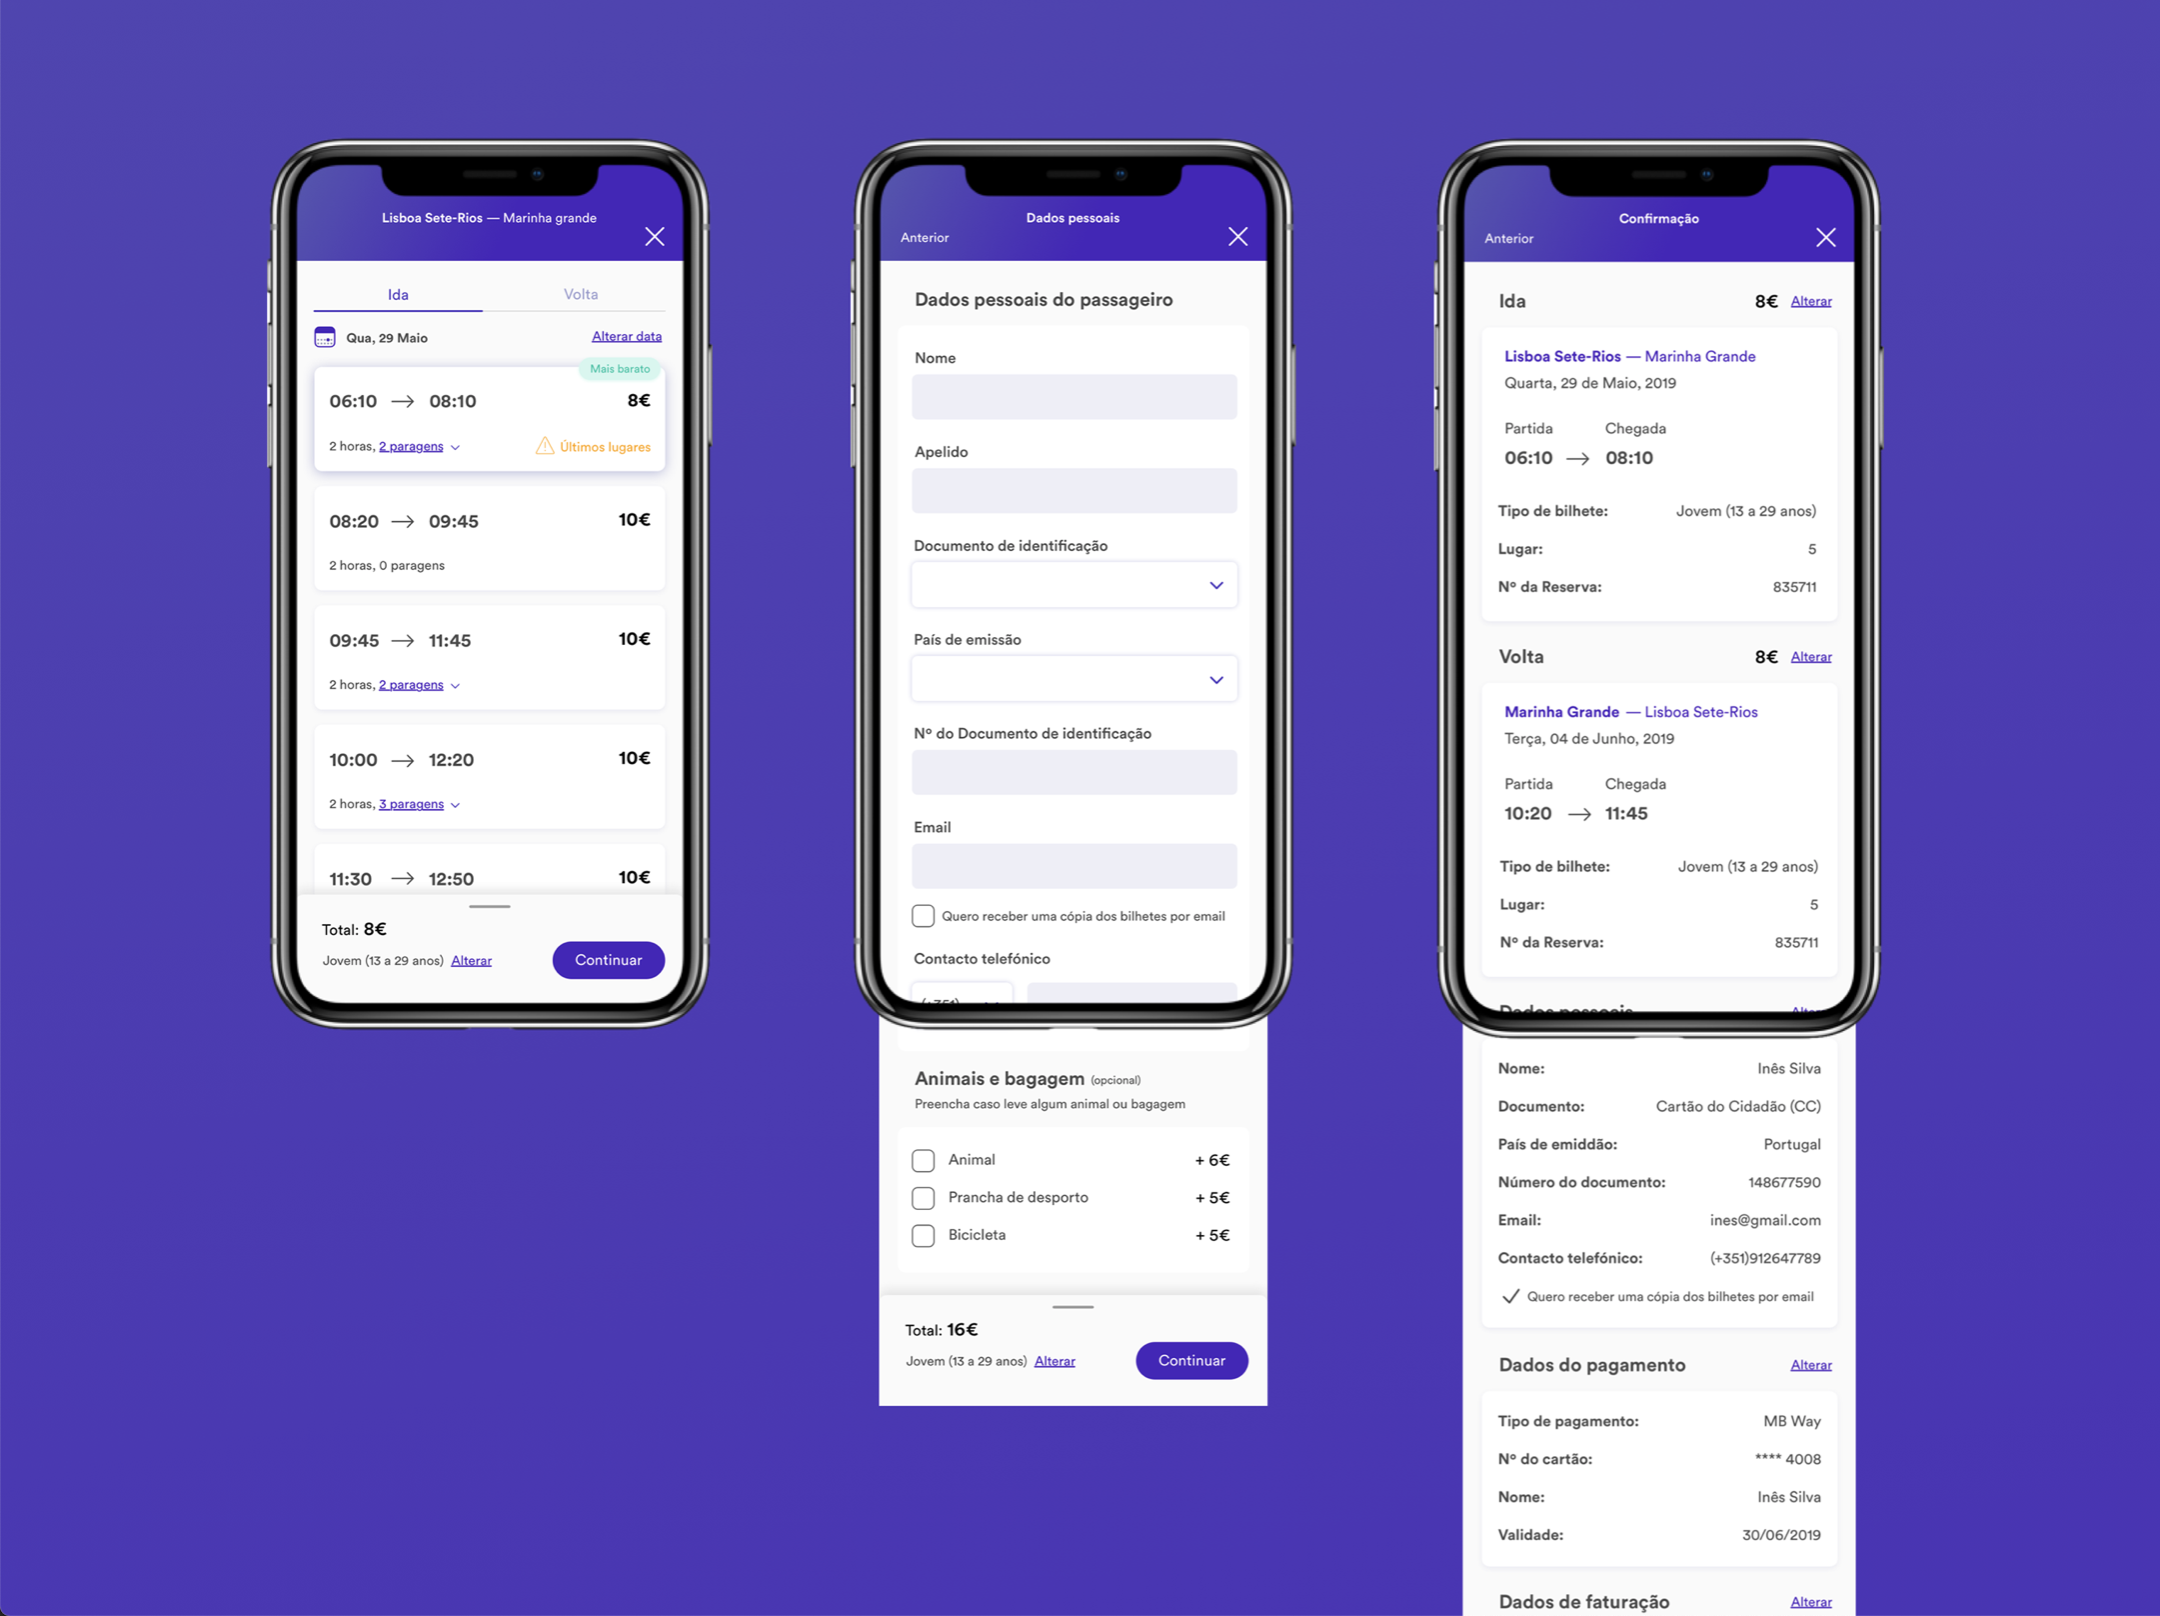 Lisboa Sete-Rios — Marinha grande
Ida
Volta
Qua, 29 Maio
Alterar data
Mais barato
06:10 → 08:10 8€
2 horas, 2 paragens
Últimos lugares
08:20 → 09:45 10€
2 horas, 0 paragens
09:45 → 11:45 10€
2 horas, 2 paragens
10:00 → 12:20 10€
2 horas, 3 paragens
11:30 → 12:50 10€
Total: 8€
Jovem (13 a 29 anos) Alterar
Continuar
Dados pessoais
Anterior
Dados pessoais do passageiro
Nome
Apelido
Documento de identificação
País de emissão
Nº do Documento de identificação
Email
Quero receber uma cópia dos bilhetes por email
Contacto telefónico
(+351)
Animais e bagagem (opcional)
Preencha caso leve algum animal ou bagagem
Animal + 6€
Prancha de desporto + 5€
Bicicleta + 5€
Total: 16€
Jovem (13 a 29 anos) Alterar
Continuar
Confirmação
Anterior
Ida 8€ Alterar
Lisboa Sete-Rios — Marinha Grande
Quarta, 29 de Maio, 2019
Partida Chegada
06:10 → 08:10
Tipo de bilhete: Jovem (13 a 29 anos)
Lugar: 5
Nº da Reserva: 835711
Volta 8€ Alterar
Marinha Grande — Lisboa Sete-Rios
Terça, 04 de Junho, 2019
Partida Chegada
10:20 → 11:45
Tipo de bilhete: Jovem (13 a 29 anos)
Lugar: 5
Nº da Reserva: 835711
Dados pessoais Alterar
Nome: Inês Silva
Documento: Cartão do Cidadão (CC)
País de emiddão: Portugal
Número do documento: 148677590
Email: ines@gmail.com
Contacto telefónico: (+351)912647789
Quero receber uma cópia dos bilhetes por email
Dados do pagamento Alterar
Tipo de pagamento: MB Way
Nº do cartão: **** 4008
Nome: Inês Silva
Validade: 30/06/2019
Dados de faturação Alterar